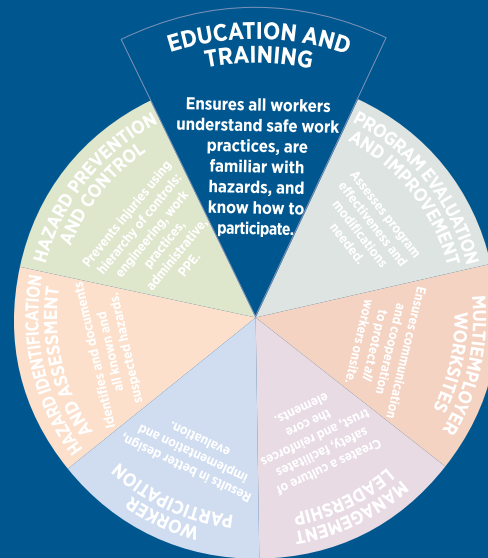 EDUCATION AND
TRAINING
Ensures all workers
understand safe work
practices, are
familiar with
hazards, and
know how to
participate.
PROGRAM EVALUATION
AND IMPROVEMENT
Assesses program
effectiveness and
modifications
needed.
MULTIEMPLOYER
WORKSITES
Ensures communication
and cooperation
to protect all
workers onsite.
MANAGEMENT
LEADERSHIP
Creates a culture of
safety, facilitates
trust, and reinforces
the core
elements.
WORKER
PARTICIPATION
Results in better design,
implementation and
evaluation.
HAZARD IDENTIFICATION
AND ASSESSMENT
Identifies and documents
all known and
suspected hazards.
HAZARD PREVENTION
AND CONTROL
Prevents injuries using
hierarchy of controls:
engineering, work
practices,
administrative,
PPE.